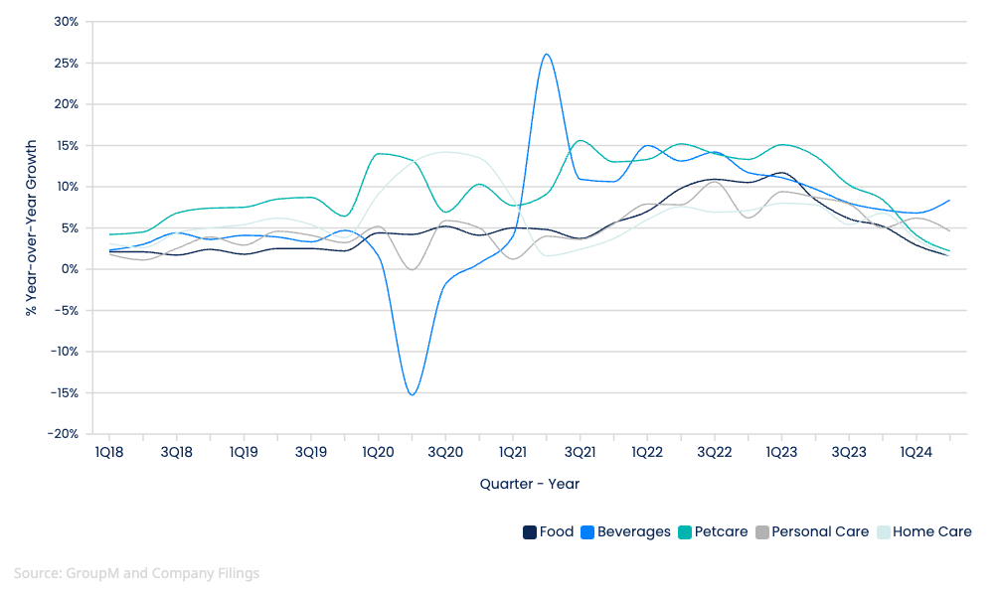 30%
25%
20%
15%
10%
5%
0%
−5%
−10%
−15%
−20%
% Year-over-Year Growth
1Q18 3Q18 1Q19 3Q19 1Q20 3Q20 1Q21 3Q21 1Q22 3Q22 1Q23 3Q23 1Q24
Quarter - Year
Food Beverages Petcare Personal Care Home Care
Source: GroupM and Company Filings